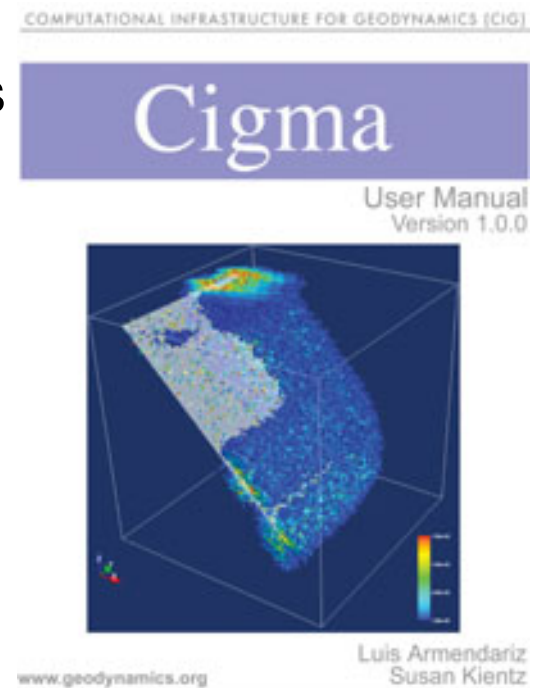 COMPUTATIONAL INFRASTRUCTURE FOR GEODYNAMICS (CIG)
s
Cigma
User Manual
Version 1.0.0
Luis Armendariz
www.geodynamics.org
Susan Kientz